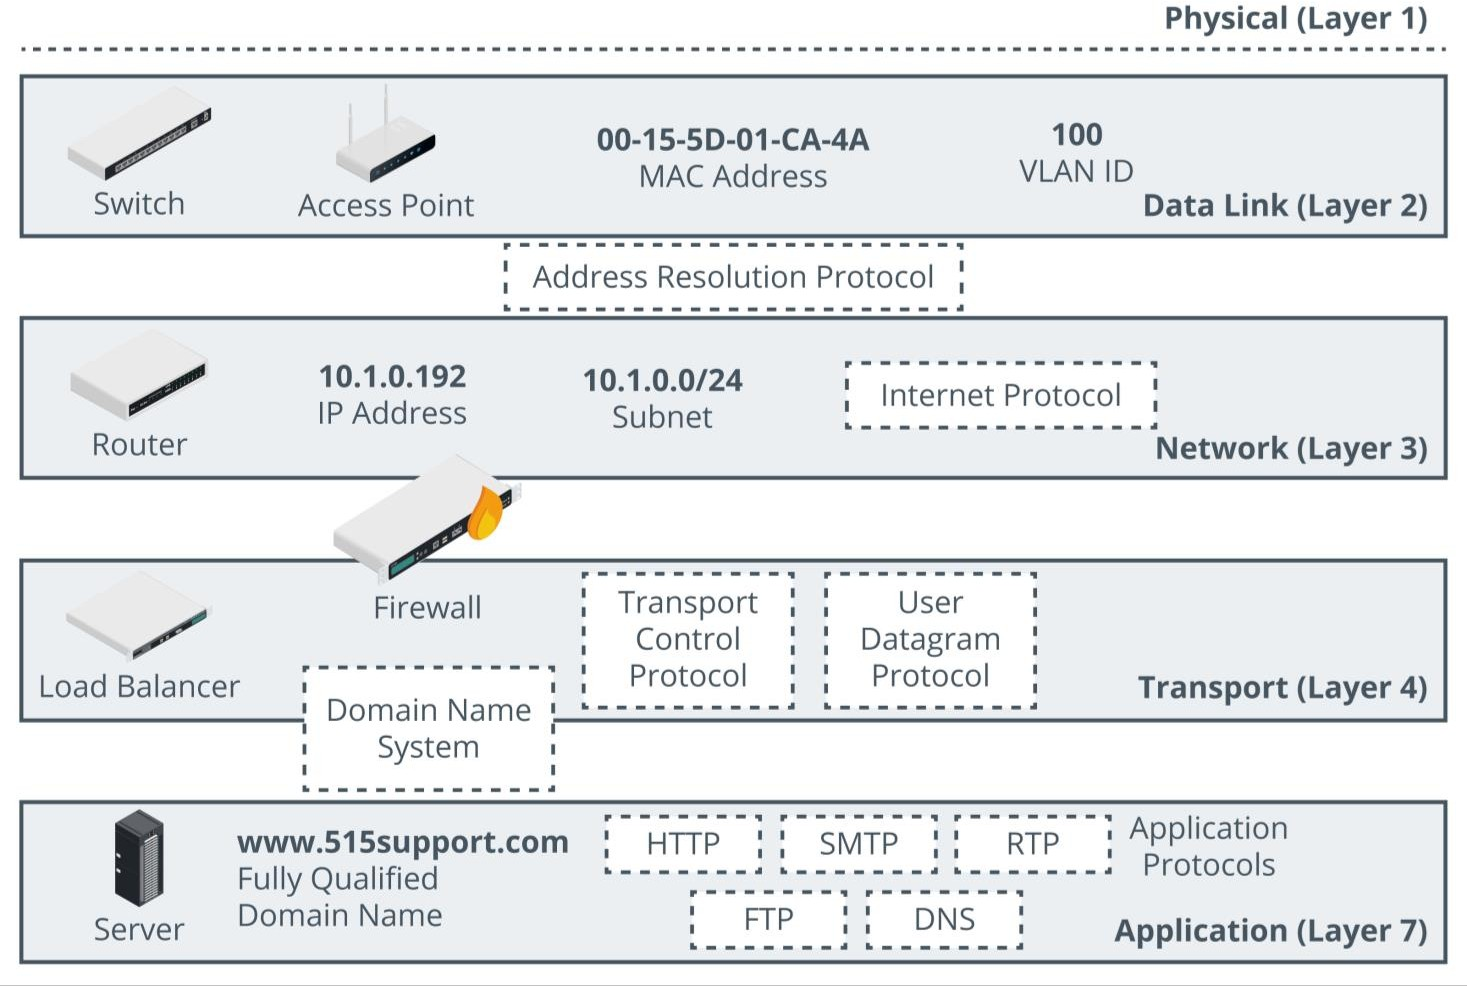 Physical (Layer 1)
Switch
Access Point
00-15-5D-01-CA-4A
MAC Address
100
VLAN ID
Data Link (Layer 2)
Address Resolution Protocol
Router
10.1.0.192
IP Address
10.1.0.0/24
Subnet
Internet Protocol
Network (Layer 3)
Load Balancer
Firewall
Transport
Control
Protocol
User
Datagram
Protocol
Transport (Layer 4)
Domain Name
System
Server
www.515support.com
Fully Qualified
Domain Name
HTTP
SMTP
RTP
FTP
DNS
Application
Protocols
Application (Layer 7)